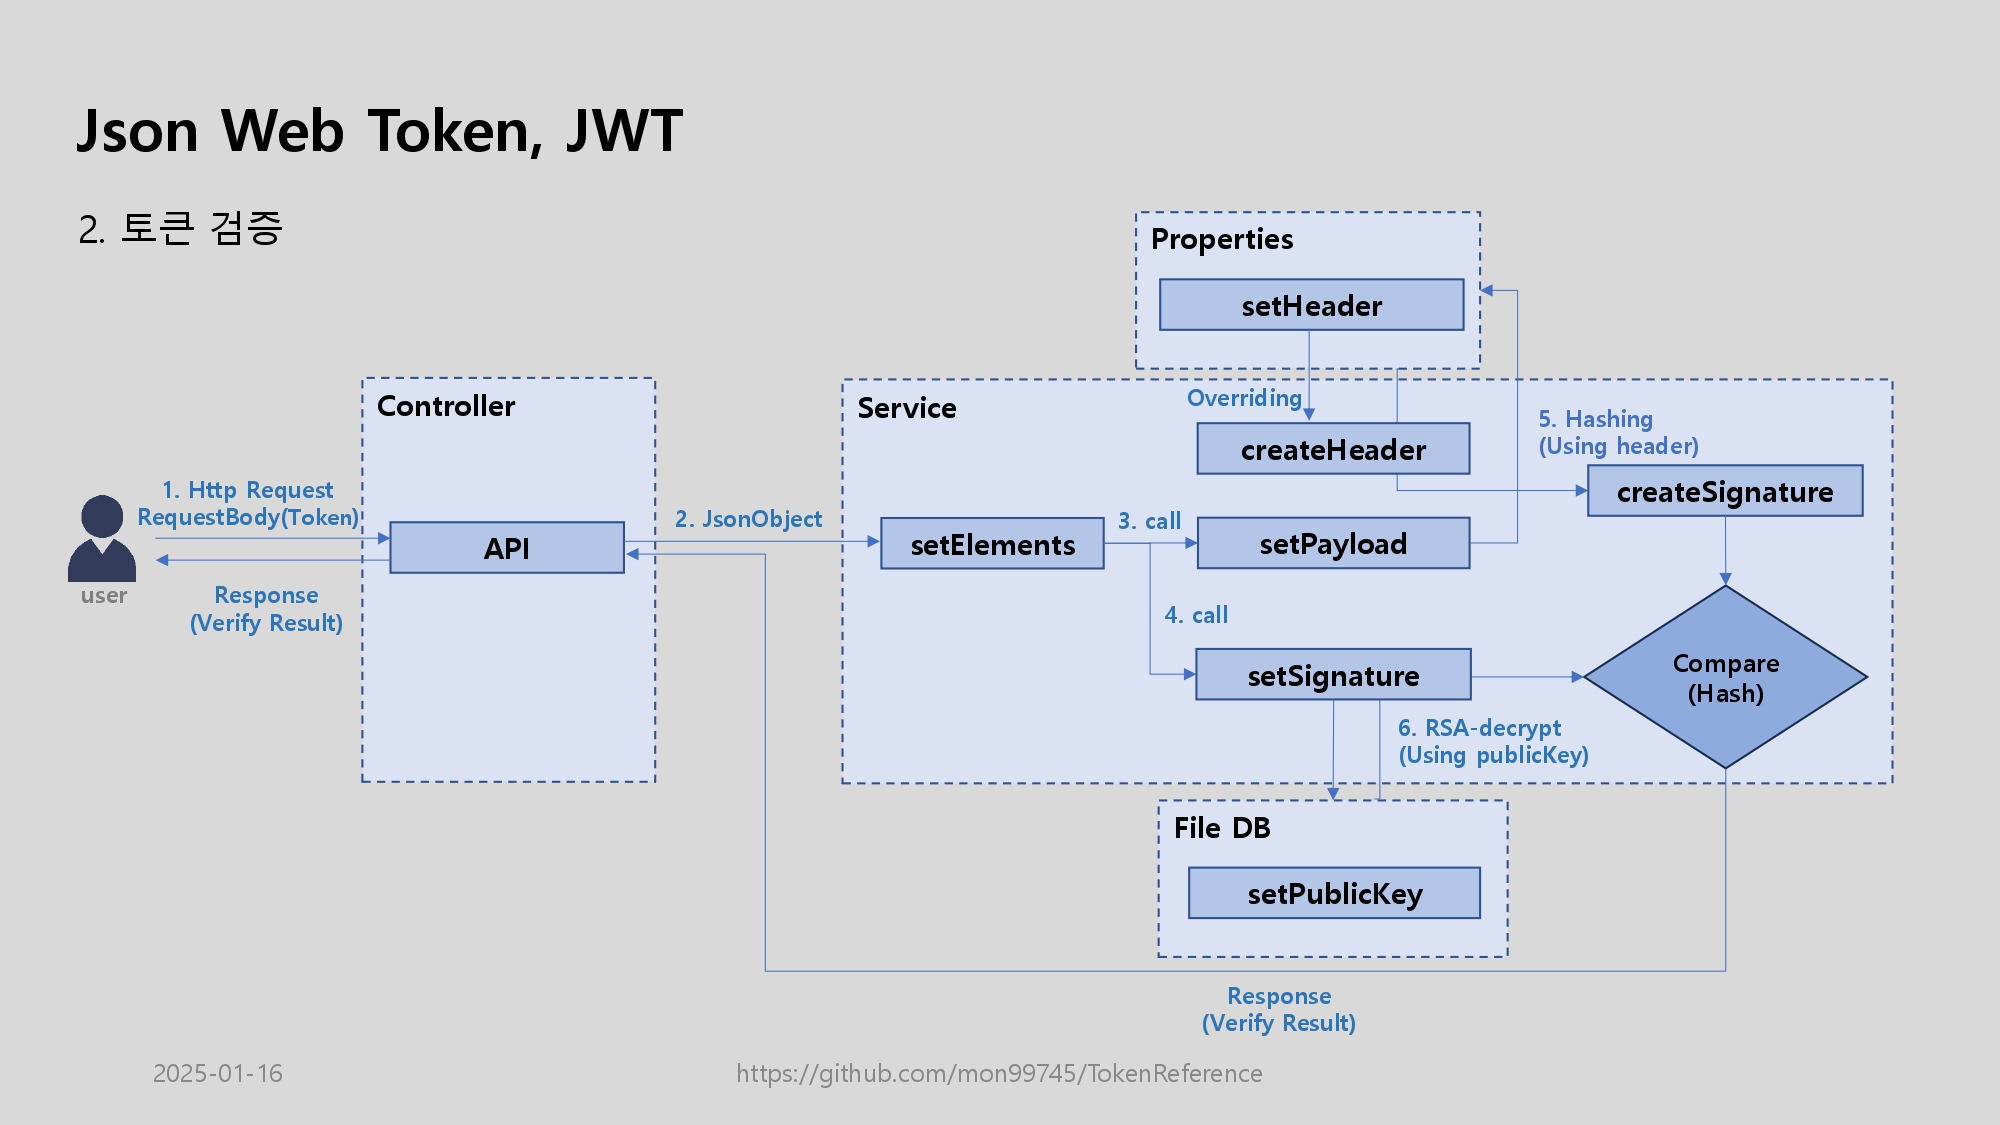 Json Web Token, JWT
2. 토큰 검증
Properties
setHeader
Controller
Service
Overriding
createHeader
5. Hashing
(Using header)
createSignature
1. Http Request
RequestBody(Token)
API
2. JsonObject
setElements
3. call
setPayload
user
Response
(Verify Result)
4. call
setSignature
Compare
(Hash)
6. RSA-decrypt
(Using publicKey)
File DB
setPublicKey
Response
(Verify Result)
2025-01-16
https://github.com/mon99745/TokenReference